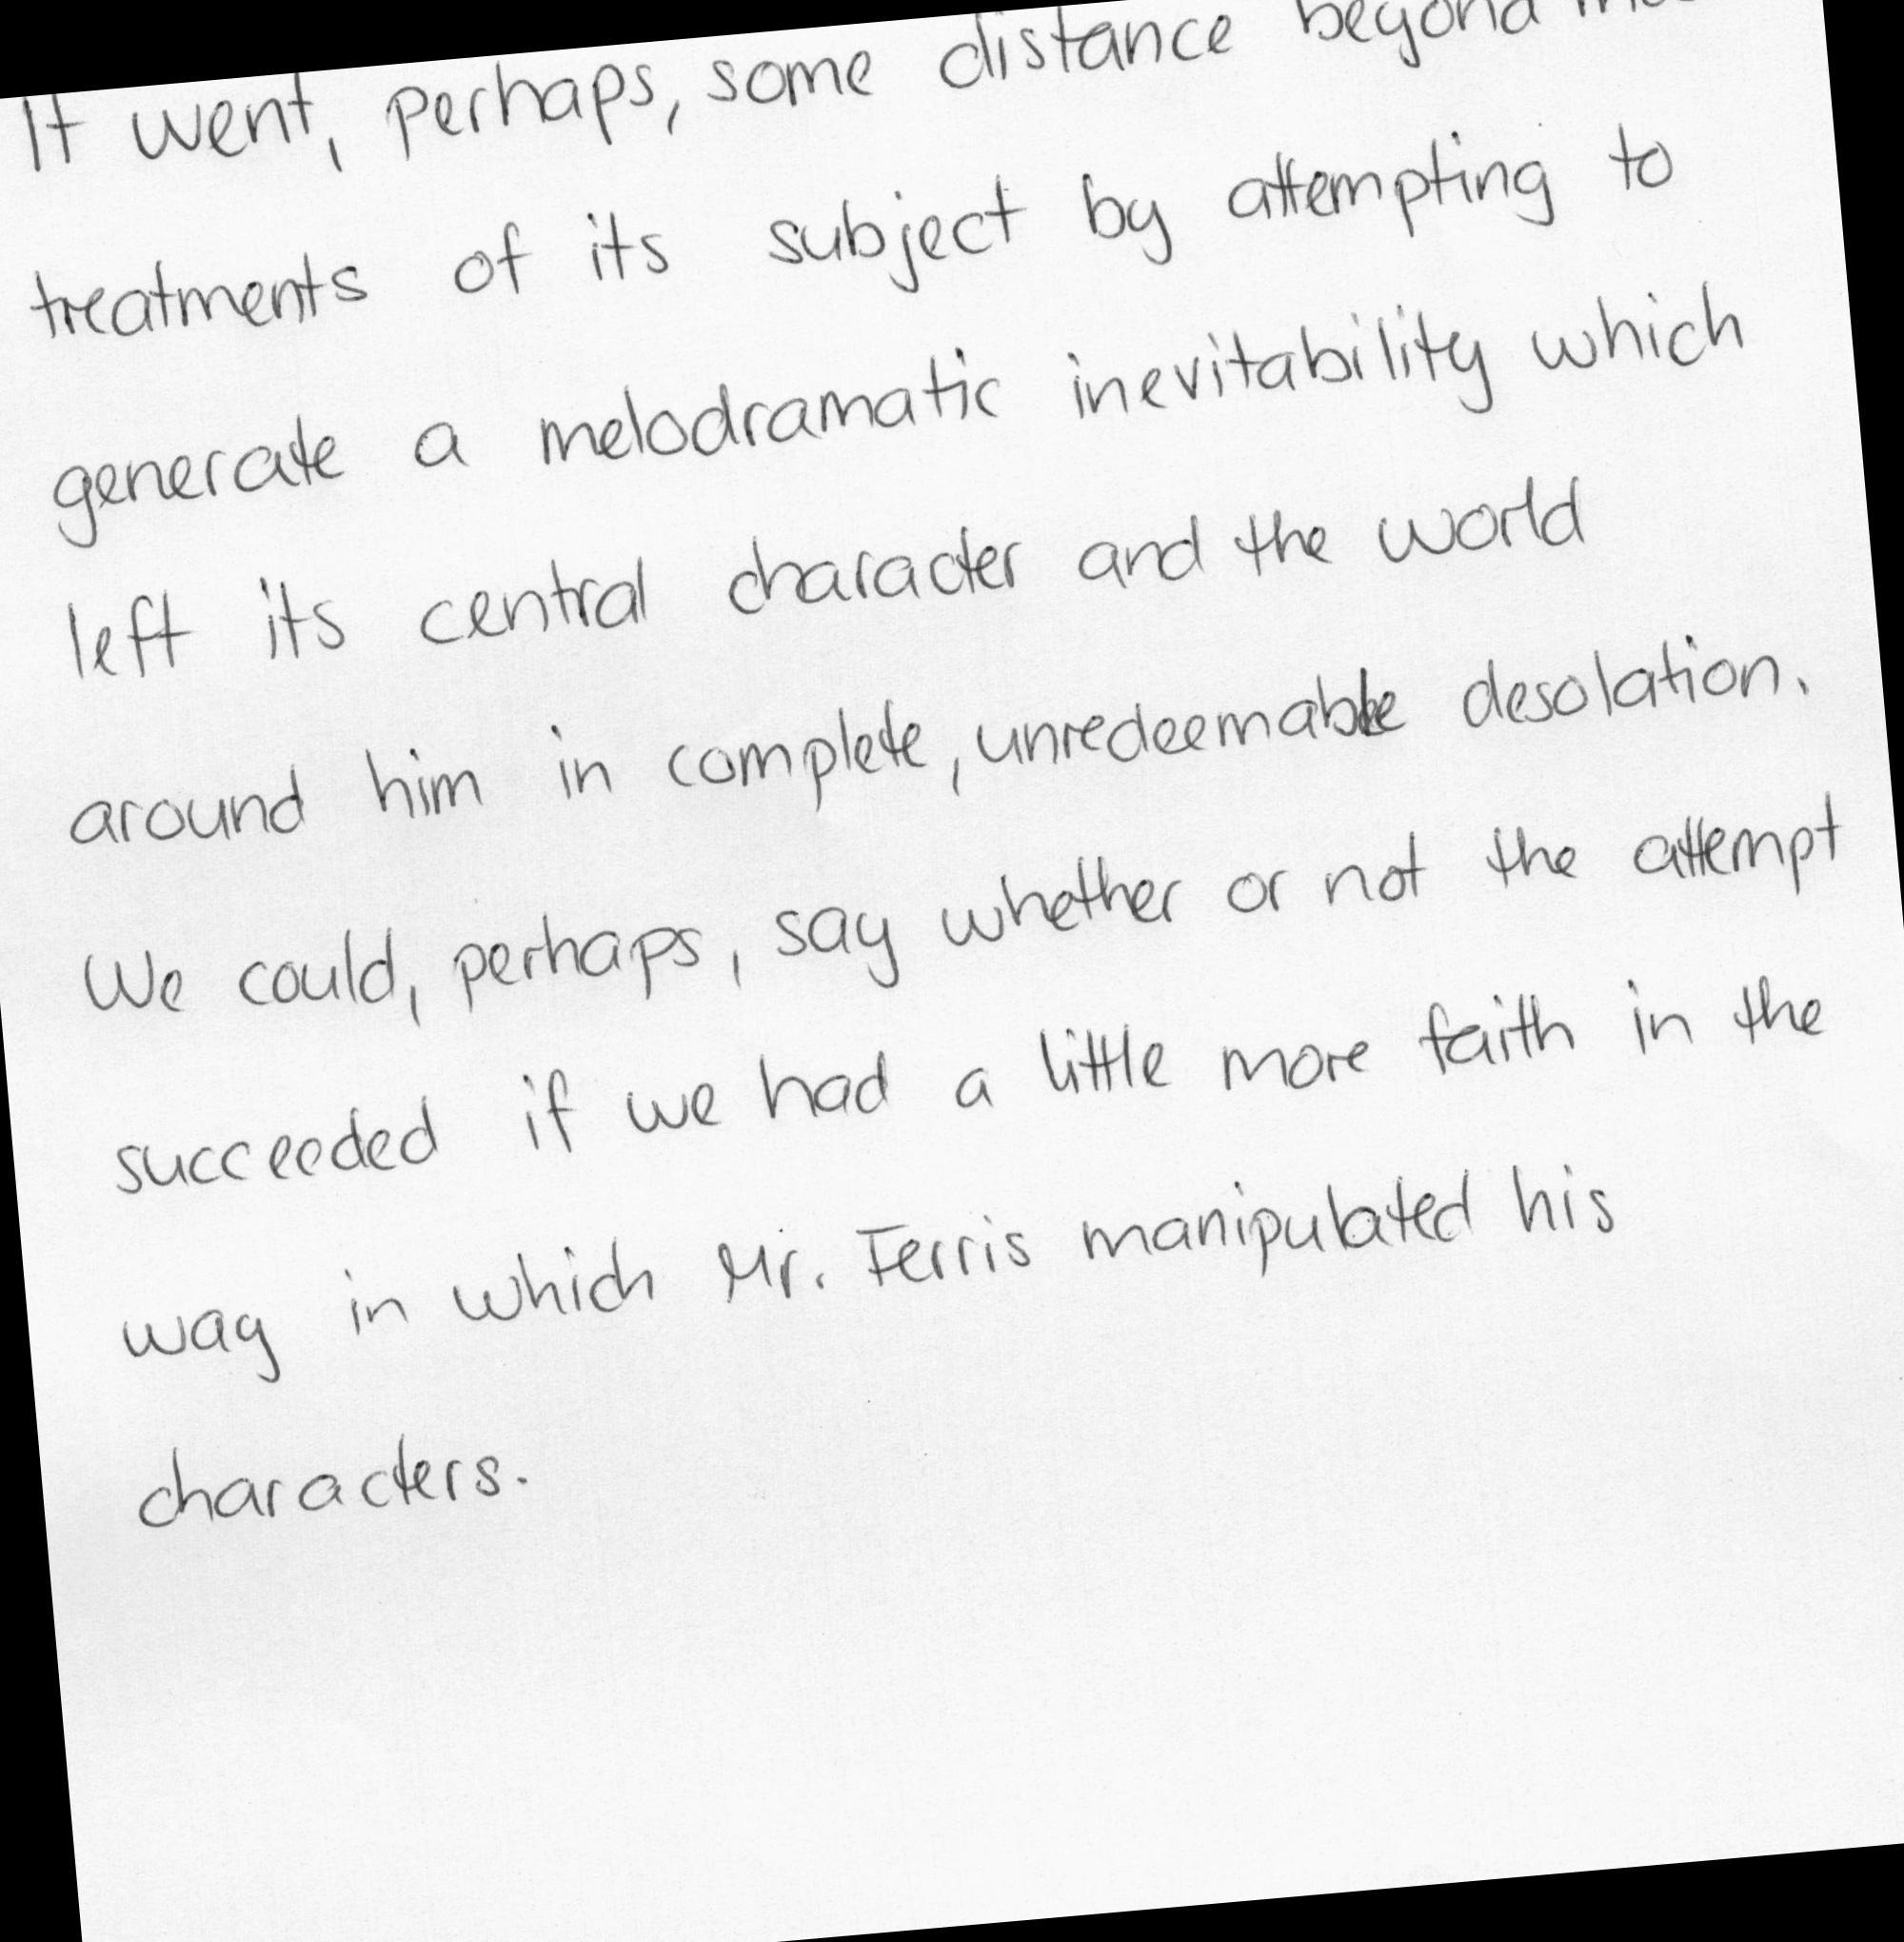 It went, perhaps, some distance beyond
treatments of its subject by attempting to
generate a melodramatic inevitability which
left its central character and the world
around him in complete, unredeemable desolation.
We could, perhaps, say whether or not the attempt
succeeded if we had a little more faith in the
way in which Mr. Ferris manipulated his
characters.